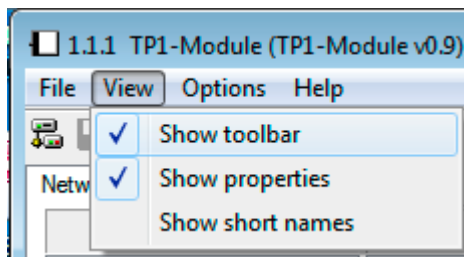 1.1.1 TP1-Module (TP1-Module v0.9)
File View Options Help
Show toolbar
Netw
Show properties
Show short names